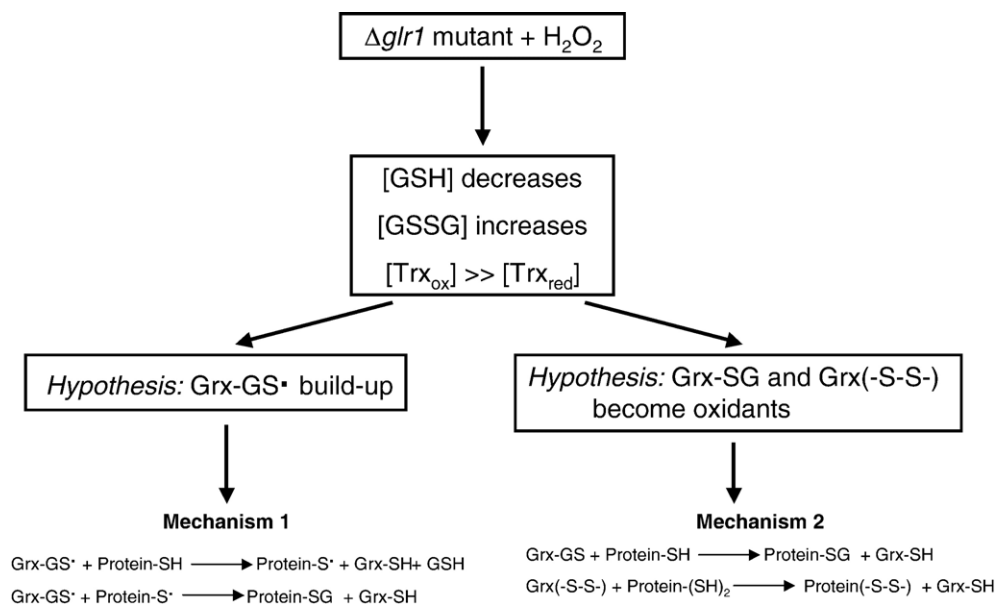 Δglr1 mutant + H₂O₂
[GSH] decreases
[GSSG] increases
[Trxₒₓ] >> [Trx_red]
Hypothesis: Grx-GS▪ build-up
Hypothesis: Grx-SG and Grx(-S-S-)
become oxidants
Mechanism 1
Grx-GS▪ + Protein-SH ⟶ Protein-S▪ + Grx-SH+ GSH
Grx-GS▪ + Protein-S▪ ⟶ Protein-SG + Grx-SH
Mechanism 2
Grx-GS + Protein-SH ⟶ Protein-SG + Grx-SH
Grx(-S-S-) + Protein-(SH)₂ ⟶ Protein(-S-S-) + Grx-SH